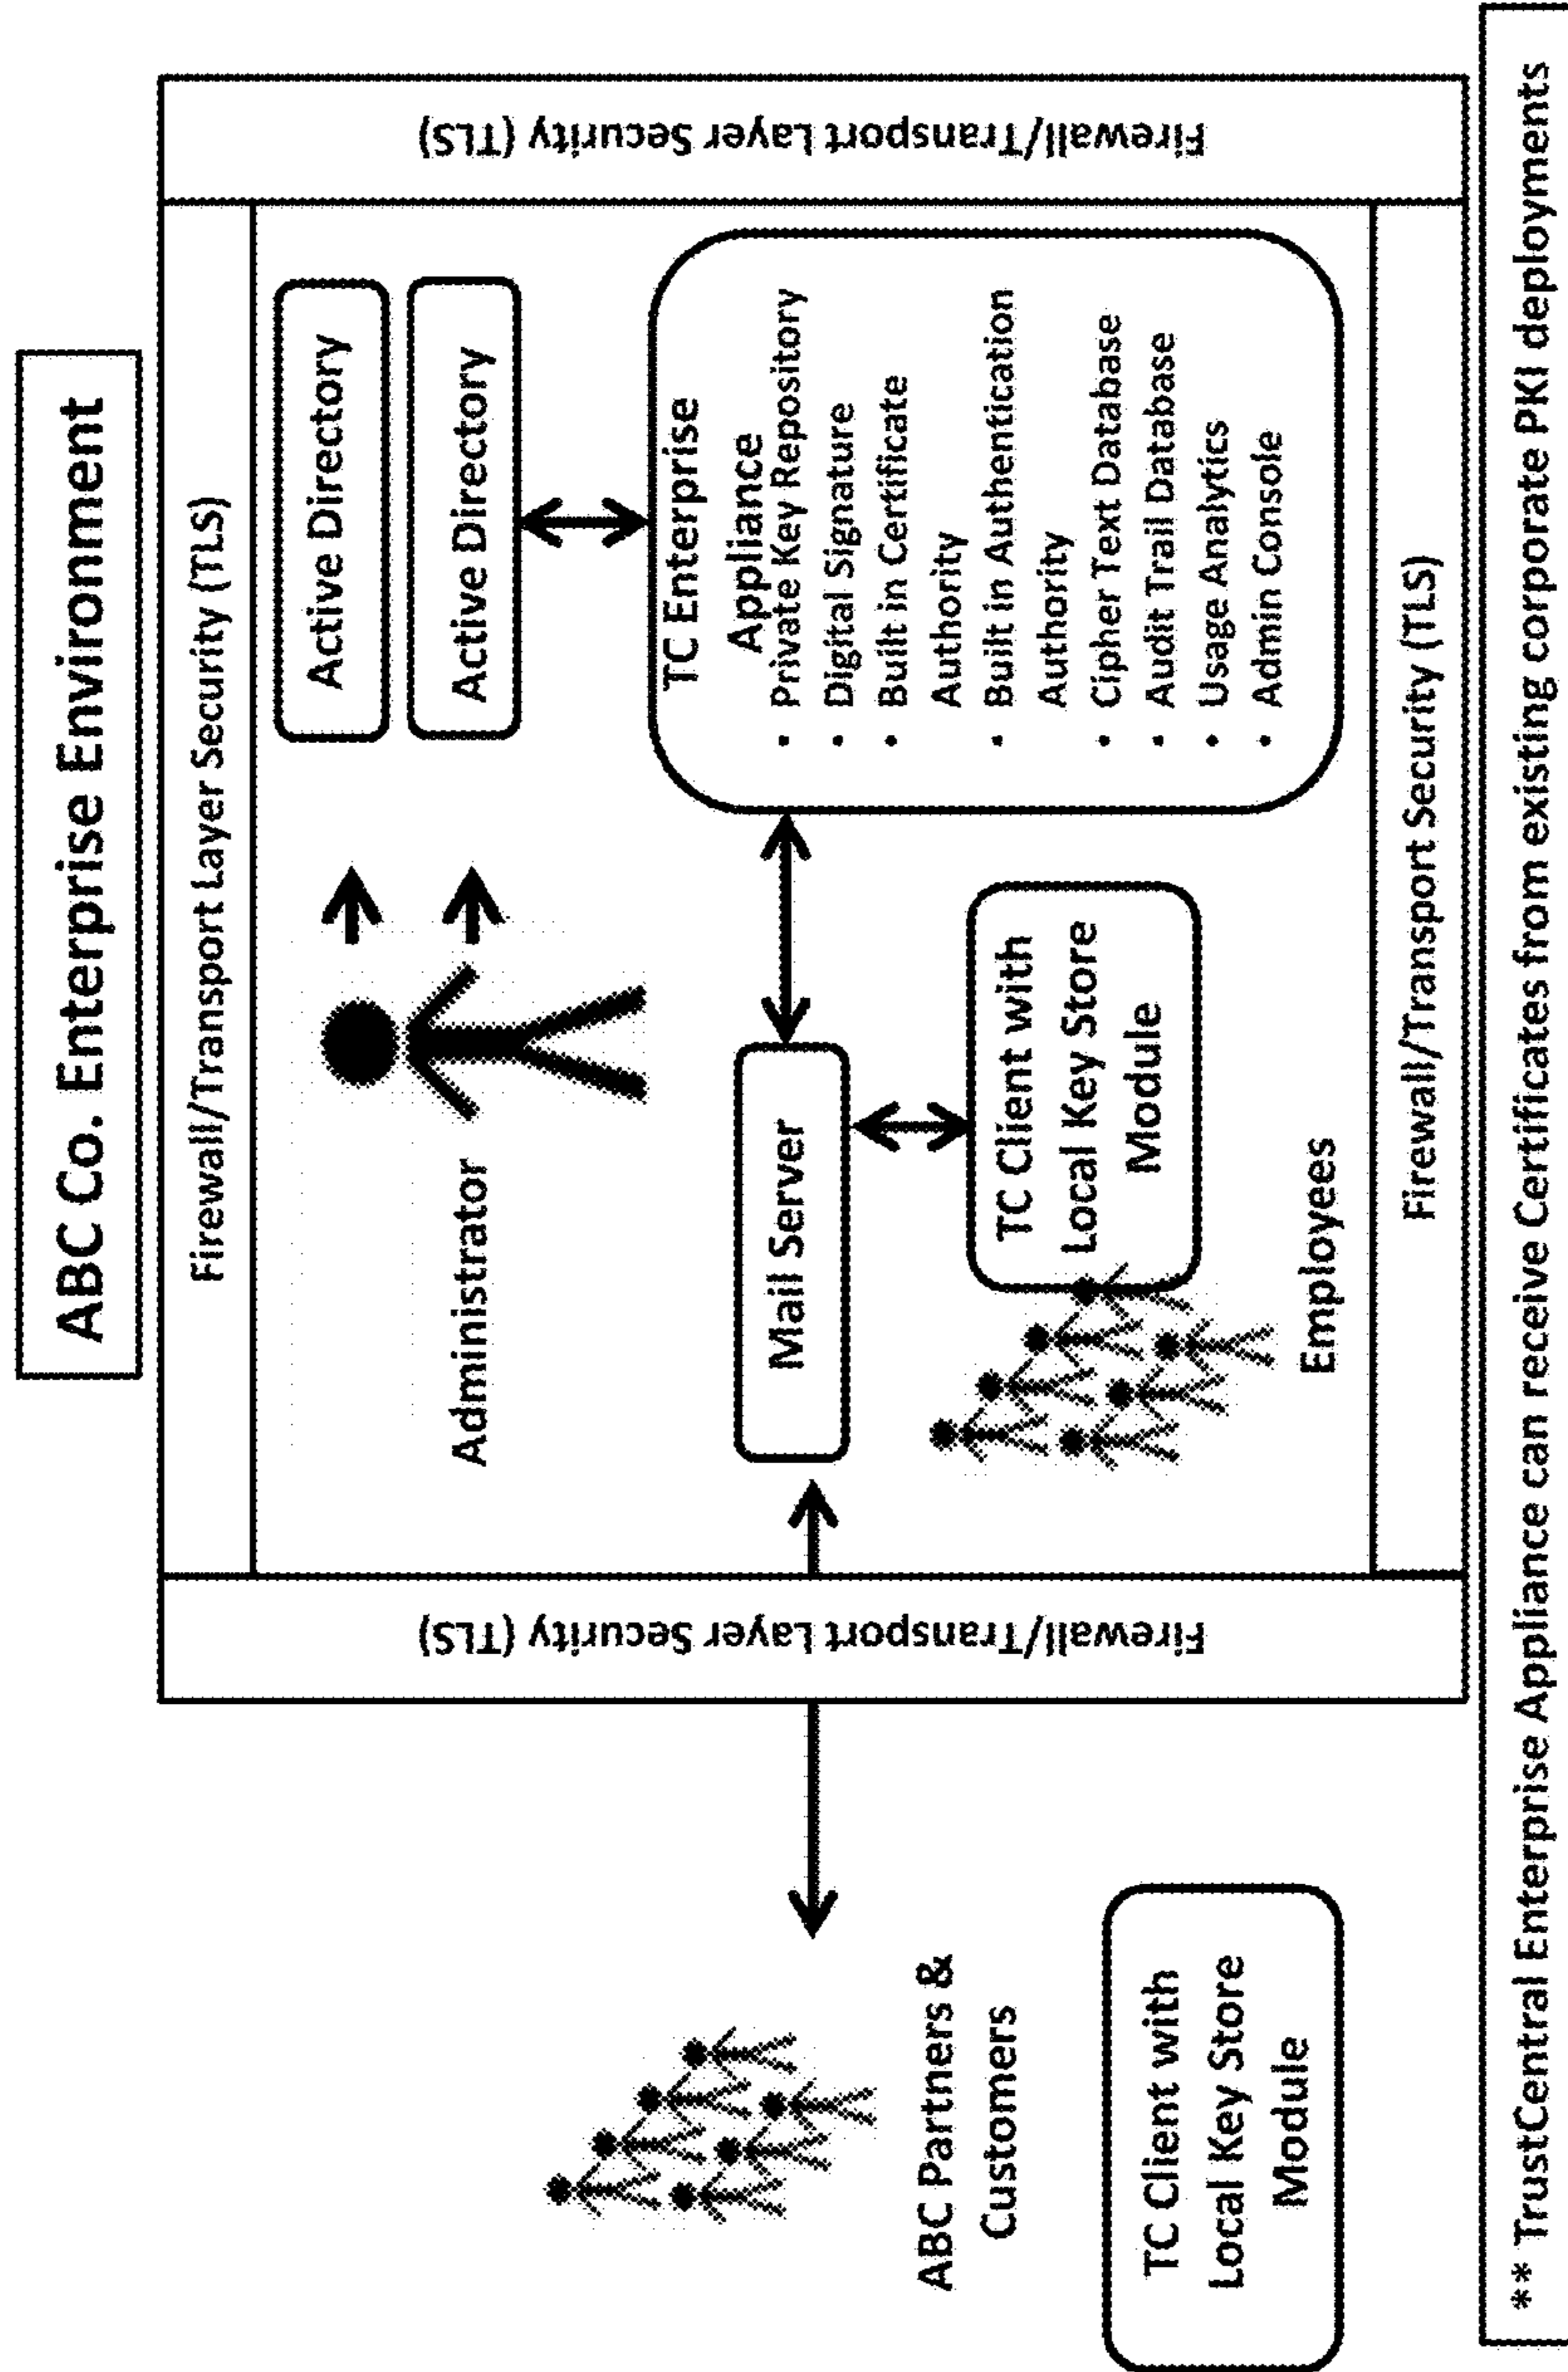 ABC Co. Enterprise Environment
Firewall/Transport Layer Security (TLS)
Firewall/Transport Layer Security (TLS)
Firewall/Transport Layer Security (TLS)
Administrator
Active Directory
Active Directory
Mail Server
TC Enterprise
Appliance
• Private Key Repository
• Digital Signature
• Built in Certificate
Authority
• Built in Authentication
Authority
• Cipher Text Database
• Audit Trail Database
• Usage Analytics
• Admin Console
TC Client with
Local Key Store
Module
Employees
Firewall/Transport Security (TLS)
ABC Partners &
Customers
TC Client with
Local Key Store
Module
** TrustCentral Enterprise Appliance can receive Certificates from existing corporate PKI deployments